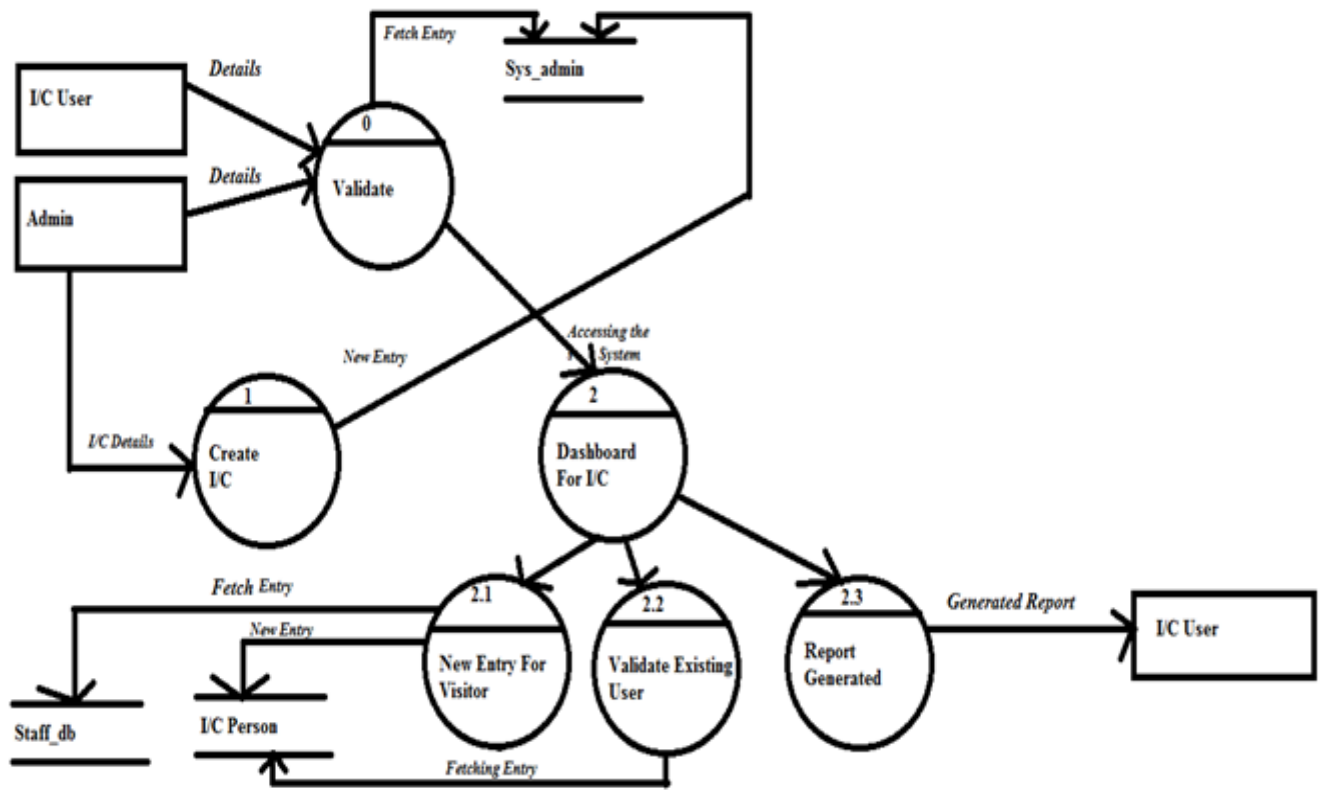 Fetch Entry
Sys_admin
Details
I/C User
0
Validate
Details
Admin
Accessing the
System
New Entry
1
Create
I/C
I/C Details
2
Dashboard
For I/C
Fetch Entry
New Entry
2.1
New Entry For
Visitor
2.2
Validate Existing
User
2.3
Report
Generated
Generated Report
I/C User
Staff_db
I/C Person
Fetching Entry